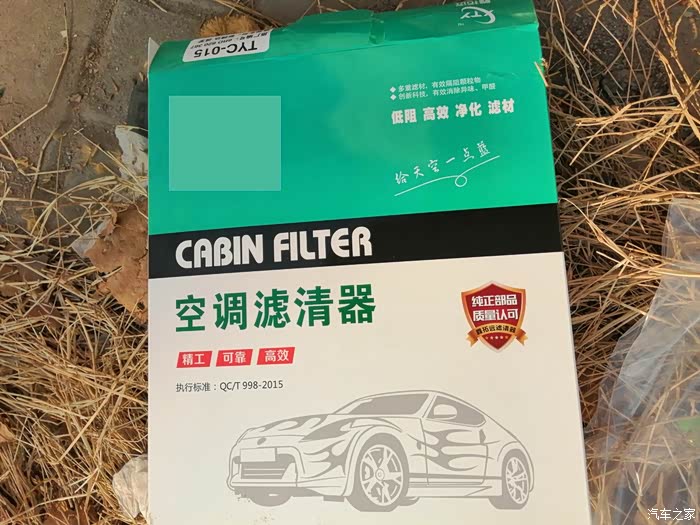 TYC-015
多重滤材，有效隔阻颗粒物
创新科技，有效消除异味、甲醛
低阻 高效 净化 滤材
给天空一点蓝
CABIN FILTER
空调滤清器
精工 可靠 高效
纯正部品
质量认可
执行标准：QC/T 998-2015
汽车之家